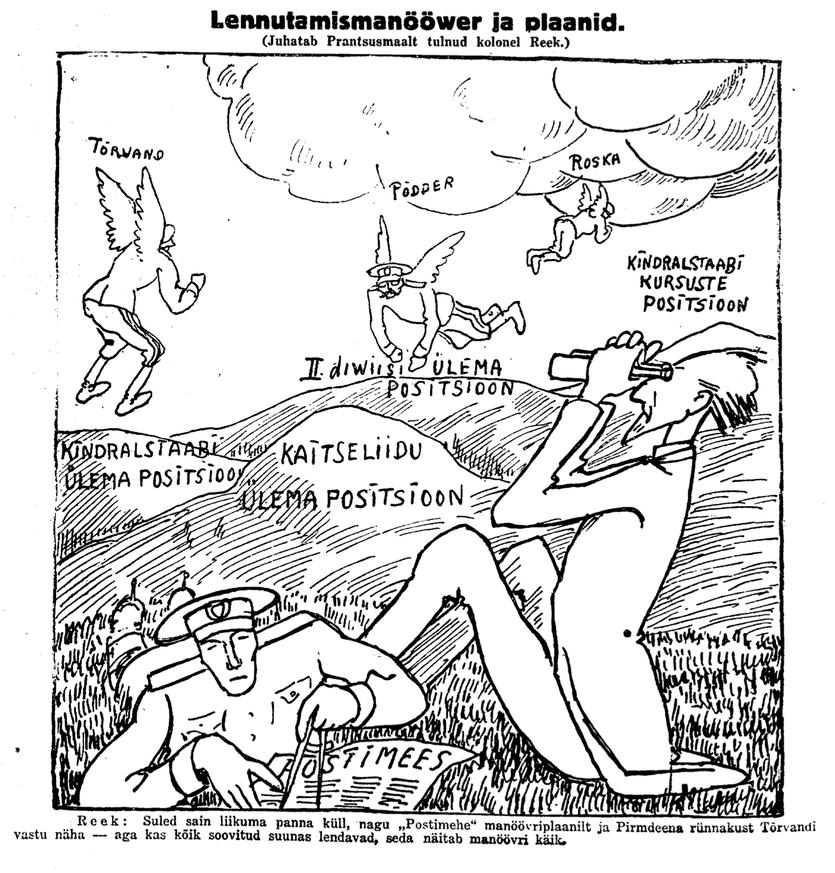 Lennutamismanööwer ja plaanid.
(Juhatab Prantsusmaalt tulnud kolonel Reek.)
TÕRVAND
PÕDDER
ROSKA
KINDRALSTAABI
KURSUSTE
POSITSIOON
II diwiisi ÜLEMA
POSITSIOON
KINDRALSTAABI
ÜLEMA POSITSIOON
KAITSELIIDU
ÜLEMA POSITSIOON
POSTIMEES
Reek: Suled sain liikuma panna küll, nagu „Postimehe" manöövriplaanilt ja Pirmdeena rünnakust Tõrvandi
vastu näha — aga kas kõik soovitud suunas lendavad, seda näitab manöövri käik.